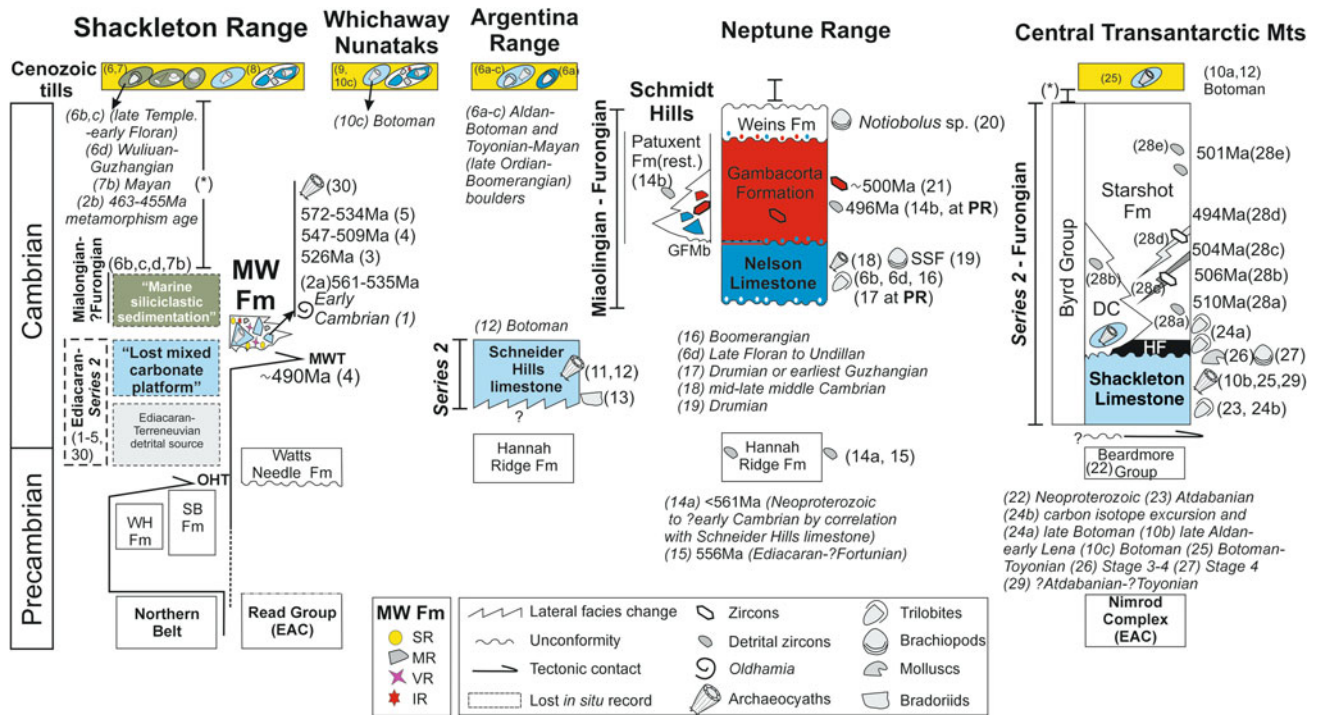 Shackleton Range
Whichaway
Nunataks
Argentina
Range
Neptune Range
Central Transantarctic Mts
Cenozoic
tills
(6,7)
(8)
(9,
10c)
(6a-c)
(6a)
(25)
(10a,12)
Botoman
(*)
(6b,c) (late Temple.
-early Floran)
(6d) Wuliuan-
Guzhangian
(7b) Mayan
(2b) 463-455Ma
metamorphism age
(*)
(10c) Botoman
(6a-c) Aldan-
Botoman and
Toyonian-Mayan
(late Ordian-
Boomerangian)
boulders
Schmidt
Hills
Patuxent
Fm(rest.)
(14b)
GFMb
Miaolingian - Furongian
Weins Fm
Notiobolus sp. (20)
Gambacorta
Formation
~500Ma (21)
496Ma (14b, at PR)
Nelson
Limestone
(18)
SSF (19)
(6b, 6d, 16)
(17 at PR)
(16) Boomerangian
(6d) Late Floran to Undillan
(17) Drumian or earliest Guzhangian
(18) mid-late middle Cambrian
(19) Drumian
Hannah
Ridge Fm
(14a, 15)
(14a) <561Ma (Neoproterozoic
to ?early Cambrian by correlation
with Schneider Hills limestone)
(15) 556Ma (Ediacaran-?Fortunian)
Cambrian
Precambrian
Mialongian-
?Furongian
(6b,c,d,7b)
"Marine
siliciclastic
sedimentation"
"Lost mixed
carbonate
platform"
Ediacaran-
Terreneuvian
detrital source
Ediacaran-
Series 2
(1-5,
30)
MW
Fm
(30)
572-534Ma (5)
547-509Ma (4)
526Ma (3)
(2a)561-535Ma
Early
Cambrian (1)
MWT
~490Ma (4)
Watts
Needle Fm
OHT
WH
Fm
SB
Fm
Northern
Belt
Read Group
(EAC)
(12) Botoman
Series 2
Schneider
Hills
limestone
(11,12)
(13)
?
Hannah
Ridge Fm
Series 2 - Furongian
Byrd Group
(28e)
501Ma(28e)
Starshot
Fm
494Ma(28d)
(28d)
504Ma(28c)
(28b)
(28c)
506Ma(28b)
510Ma(28a)
DC
(28a)
(24a)
HF
(26)
(27)
Shackleton
Limestone
(10b,25,29)
(23, 24b)
?
Beardmore
(22) Group
(22) Neoproterozoic (23) Atdabanian
(24b) carbon isotope excursion and
(24a) late Botoman (10b) late Aldan-
early Lena (10c) Botoman (25) Botoman-
Toyonian (26) Stage 3-4 (27) Stage 4
(29) ?Atdabanian-?Toyonian
Nimrod
Complex
(EAC)
MW Fm
SR
MR
VR
IR
Lateral facies change
Unconformity
Tectonic contact
Lost in situ record
Zircons
Detrital zircons
Oldhamia
Archaeocyaths
Trilobites
Brachiopods
Molluscs
Bradoriids